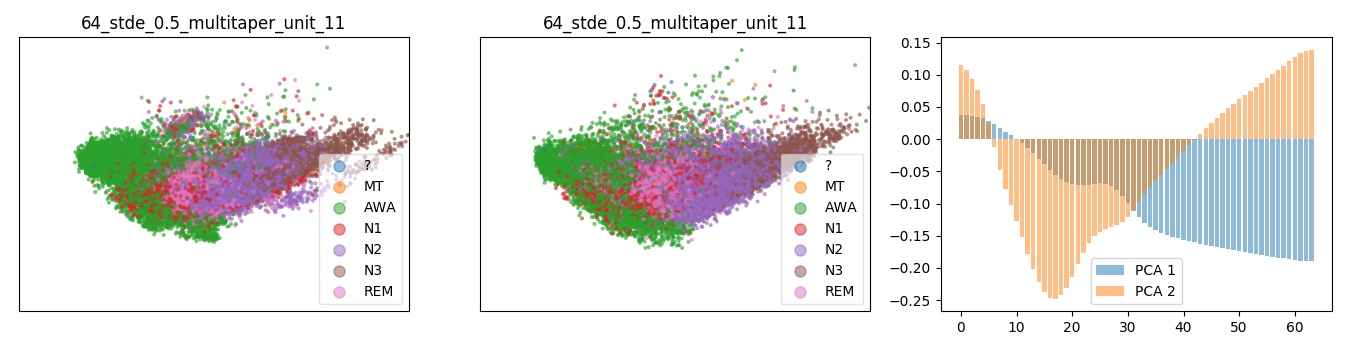 64_stde_0.5_multitaper_unit_11
?
MT
AWA
N1
N2
N3
REM
64_stde_0.5_multitaper_unit_11
?
MT
AWA
N1
N2
N3
REM
0.15
0.10
0.05
0.00
−0.05
−0.10
−0.15
−0.20
−0.25
PCA 1
PCA 2
0 10 20 30 40 50 60